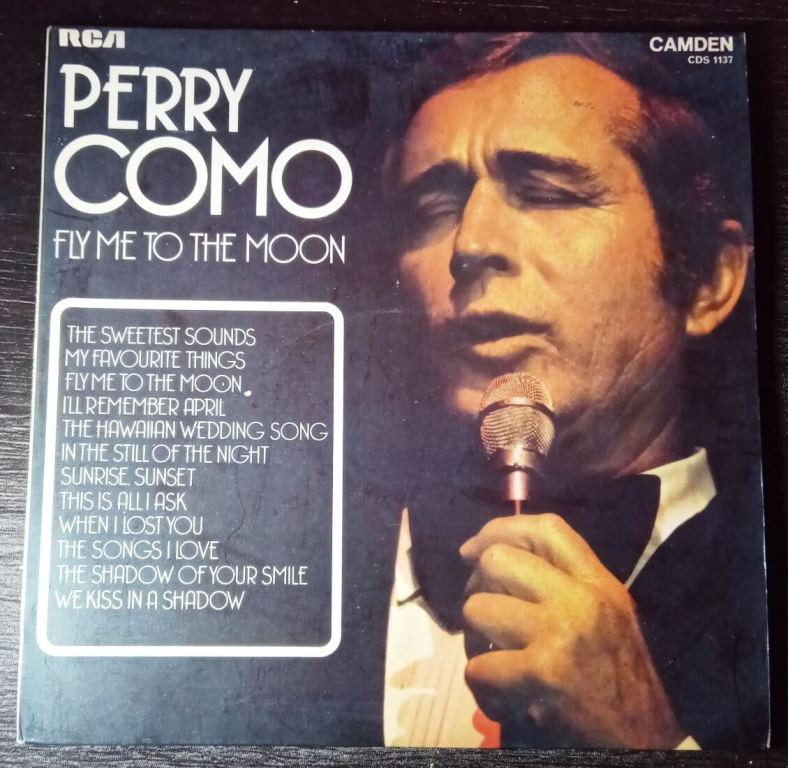 RCA
CAMDEN
CDS 1137
PERRY
COMO
FLY ME TO THE MOON
THE SWEETEST SOUNDS
MY FAVOURITE THINGS
FLY ME TO THE MOON
I'LL REMEMBER APRIL
THE HAWAIIAN WEDDING SONG
IN THE STILL OF THE NIGHT
SUNRISE, SUNSET
THIS IS ALL I ASK
WHEN I LOST YOU
THE SONGS I LOVE
THE SHADOW OF YOUR SMILE
WE KISS IN A SHADOW